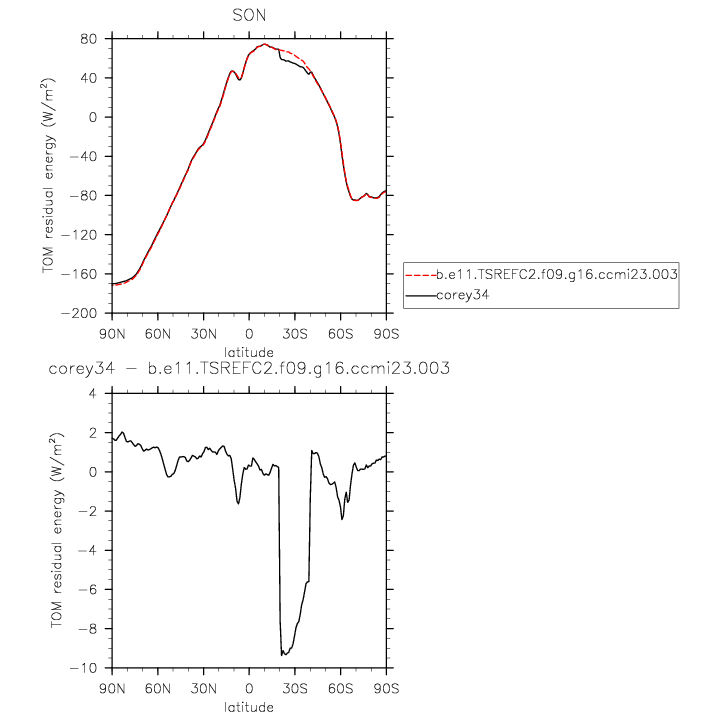 SON
TOM residual energy (W/m²)
80
40
0
−40
−80
−120
−160
−200
90N 60N 30N 0 30S 60S 90S
latitude
b.e11.TSREFC2.f09.g16.ccmi23.003
corey34
corey34 − b.e11.TSREFC2.f09.g16.ccmi23.003
TOM residual energy (W/m²)
4
2
0
−2
−4
−6
−8
−10
90N 60N 30N 0 30S 60S 90S
latitude